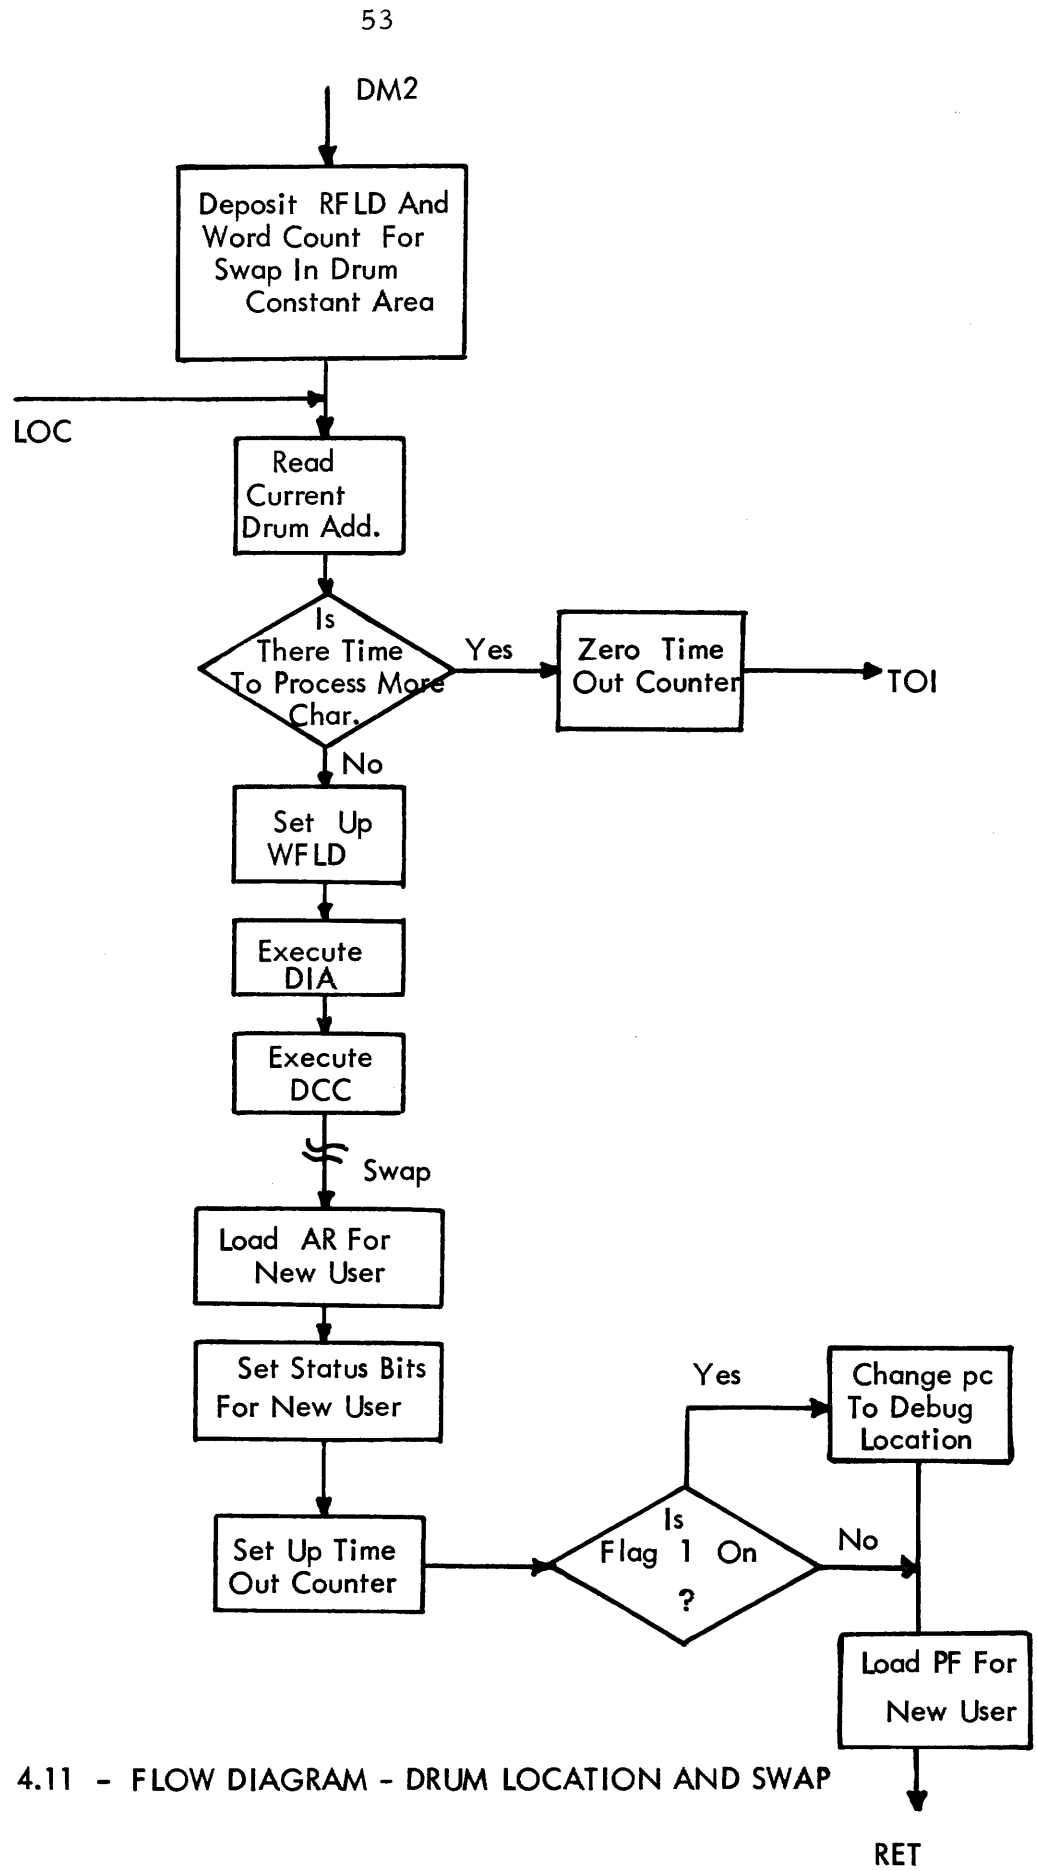 53
DM2
Deposit RFLD And
Word Count For
Swap In Drum
Constant Area
LOC
Read
Current
Drum Add.
Is
There Time
To Process More
Char.
Yes
Zero Time
Out Counter
TOI
No
Set Up
WFLD
Execute
DIA
Execute
DCC
Swap
Load AR For
New User
Set Status Bits
For New User
Set Up Time
Out Counter
Is
Flag 1 On
?
Yes
Change pc
To Debug
Location
No
Load PF For
New User
4.11 - FLOW DIAGRAM - DRUM LOCATION AND SWAP
RET